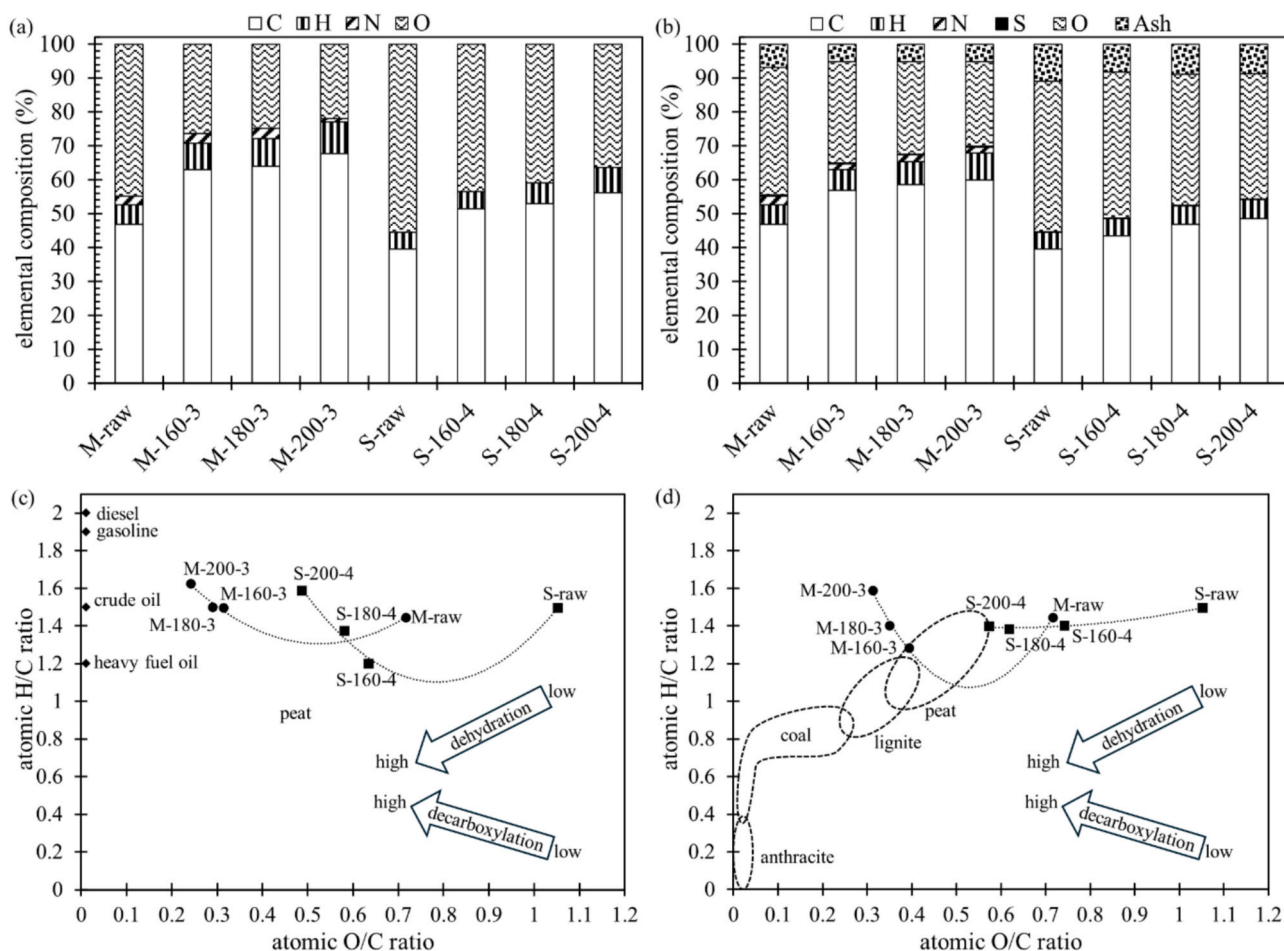 (a)
C H N O
elemental composition (%)
100
90
80
70
60
50
40
30
20
10
0
M-raw
M-160-3
M-180-3
M-200-3
S-raw
S-160-4
S-180-4
S-200-4
(b)
C H N S O Ash
elemental composition (%)
100
90
80
70
60
50
40
30
20
10
0
M-raw
M-160-3
M-180-3
M-200-3
S-raw
S-160-4
S-180-4
S-200-4
(c)
atomic H/C ratio
2
1.8
1.6
1.4
1.2
1
0.8
0.6
0.4
0.2
0
diesel
gasoline
crude oil
heavy fuel oil
M-200-3
M-160-3
M-180-3
S-200-4
S-180-4
M-raw
S-160-4
S-raw
peat
low
dehydration
high
high
decarboxylation
low
0 0.1 0.2 0.3 0.4 0.5 0.6 0.7 0.8 0.9 1 1.1 1.2
atomic O/C ratio
(d)
atomic H/C ratio
2
1.8
1.6
1.4
1.2
1
0.8
0.6
0.4
0.2
0
M-200-3
M-180-3
M-160-3
S-200-4
M-raw
S-180-4
S-160-4
S-raw
peat
lignite
coal
anthracite
low
dehydration
high
high
decarboxylation
low
0 0.1 0.2 0.3 0.4 0.5 0.6 0.7 0.8 0.9 1 1.1 1.2
atomic O/C ratio